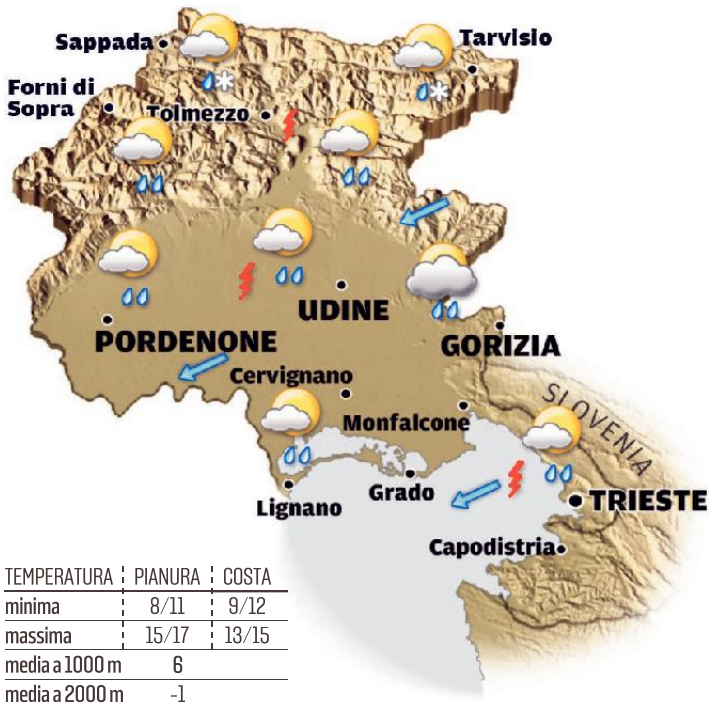 Sappada
Tarvisio
Forni di
Sopra
Tolmezzo
UDINE
PORDENONE
GORIZIA
Cervignano
SLOVENIA
Monfalcone
Lignano
Grado
TRIESTE
Capodistria
TEMPERATURA PIANURA COSTA
minima 8/11 9/12
massima 15/17 13/15
media a 1000 m 6
media a 2000 m -1